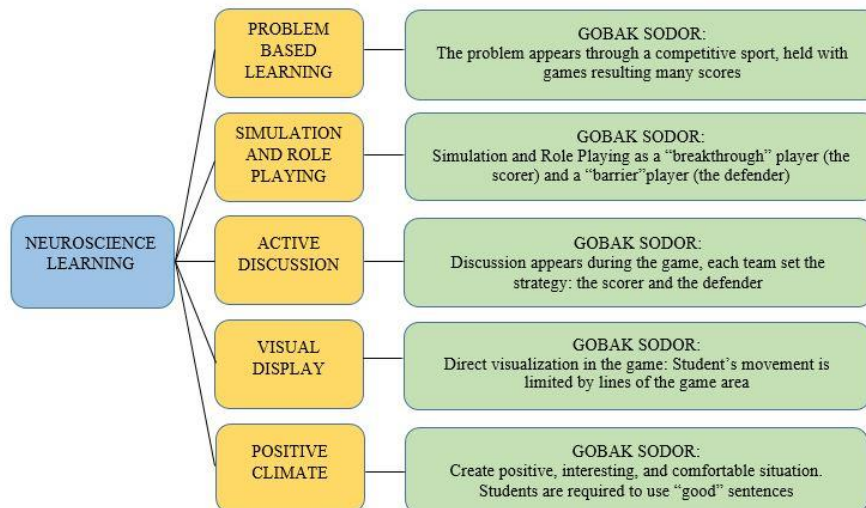 PROBLEM
BASED
LEARNING
GOBAK SODOR:
The problem appears through a competitive sport, held with
games resulting many scores
SIMULATION
AND ROLE
PLAYING
GOBAK SODOR:
Simulation and Role Playing as a “breakthrough” player (the
scorer) and a “barrier”player (the defender)
NEUROSCIENCE
LEARNING
ACTIVE
DISCUSSION
GOBAK SODOR:
Discussion appears during the game, each team set the
strategy: the scorer and the defender
VISUAL
DISPLAY
GOBAK SODOR:
Direct visualization in the game: Student’s movement is
limited by lines of the game area
POSITIVE
CLIMATE
GOBAK SODOR:
Create positive, interesting, and comfortable situation.
Students are required to use “good” sentences